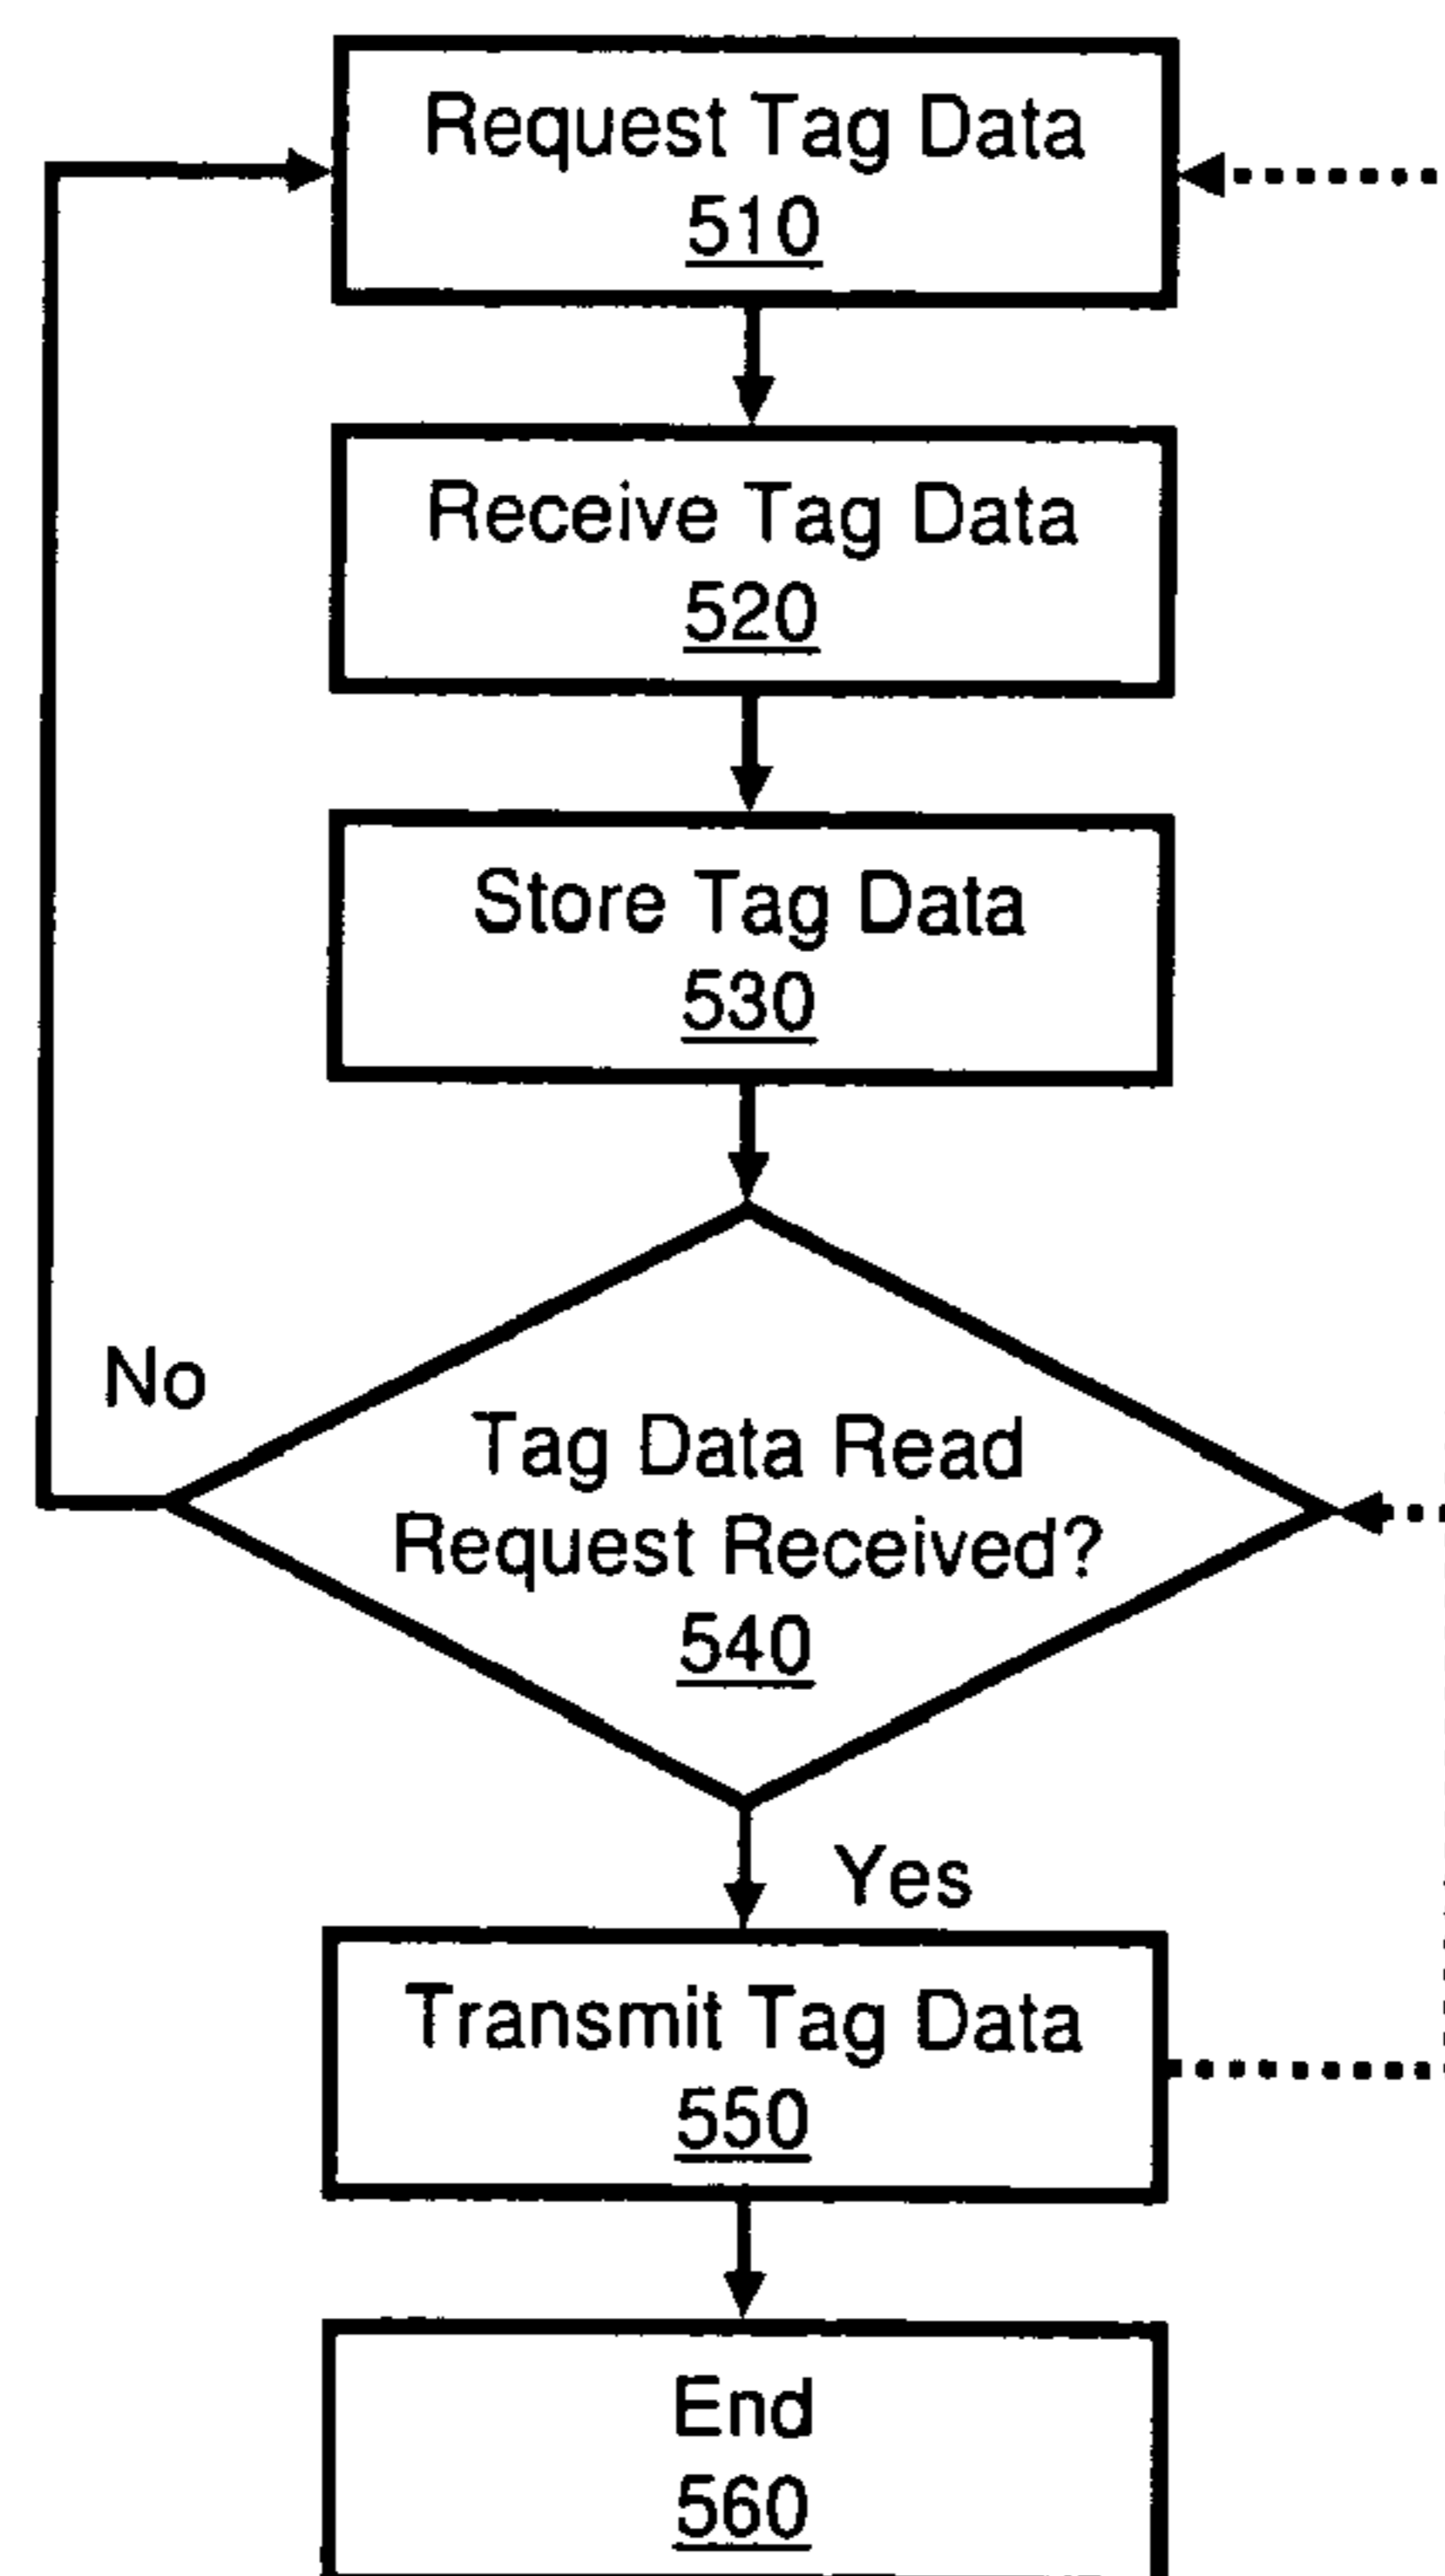 Request Tag Data
510
Receive Tag Data
520
Store Tag Data
530
No
Tag Data Read
Request Received?
540
Yes
Transmit Tag Data
550
End
560